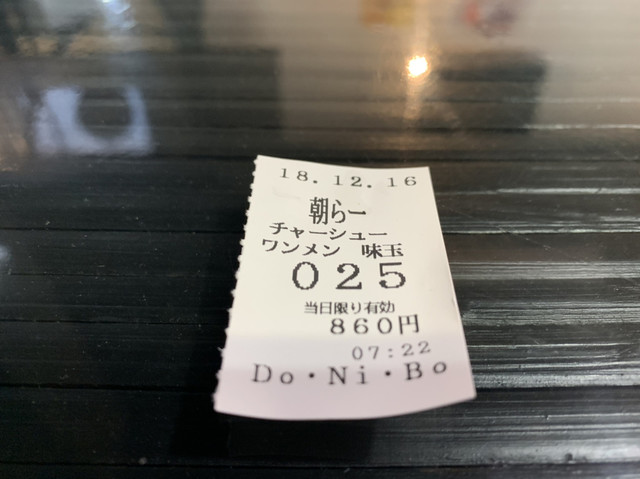 18.12.16
朝らー
チャーシュー
ワンメン 味玉
025
当日限り有効
860円
07:22
Do・Ni・Bo